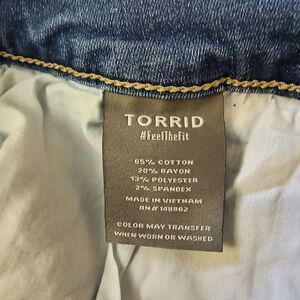 TORRID
#FeelTheFit
65% COTTON
20% RAYON
13% POLYESTER
2% SPANDEX
MADE IN VIETNAM
RN# 148862
COLOR MAY TRANSFER
WHEN WORN OR WASHED